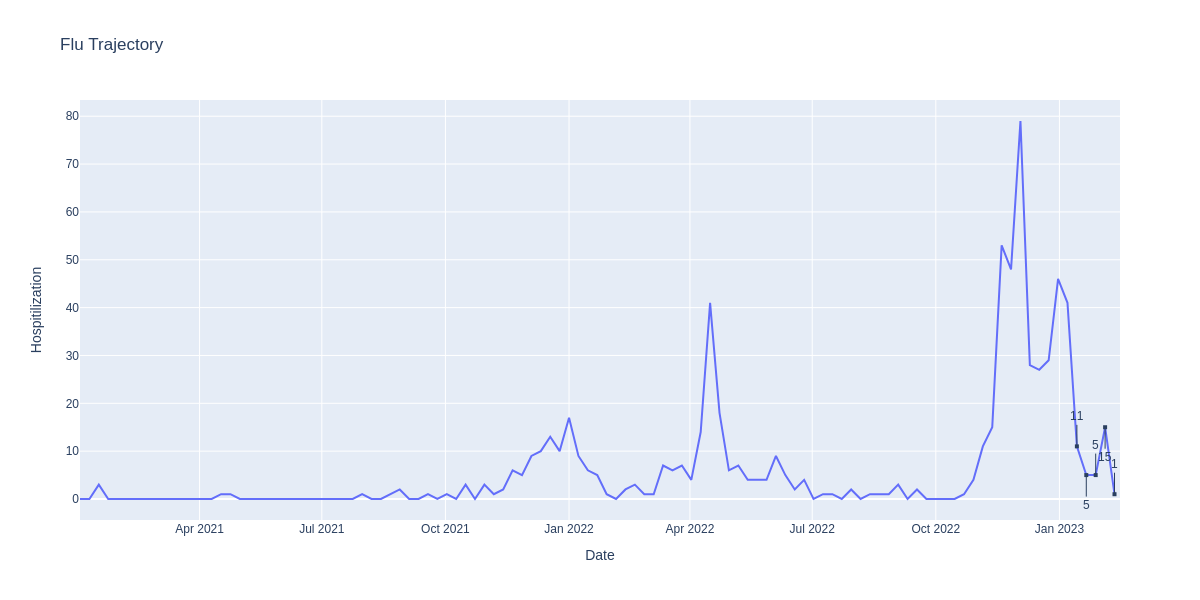 Flu Trajectory
80
70
60
50
40
30
20
10
0
Hospitilization
11
5
5
15
1
Apr 2021
Jul 2021
Oct 2021
Jan 2022
Apr 2022
Jul 2022
Oct 2022
Jan 2023
Date